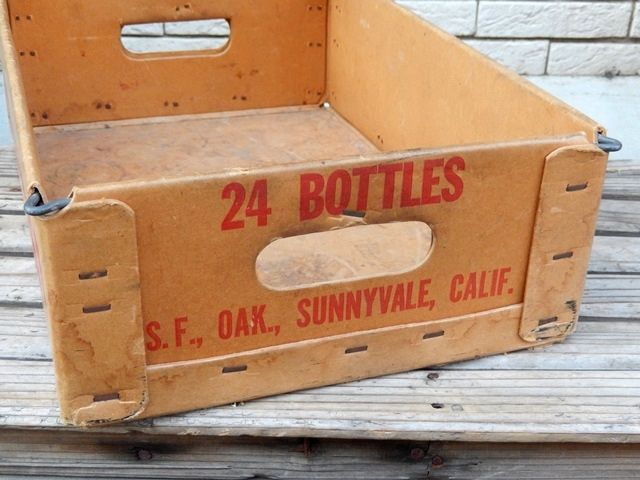 24 BOTTLES
S.F., OAK., SUNNYVALE, CALIF.